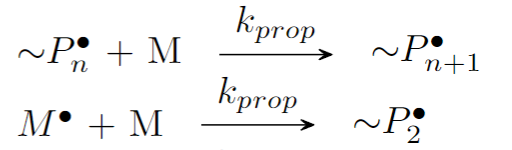 ∼P•n + M kprop → ∼P•n+1
M• + M kprop → ∼P•2